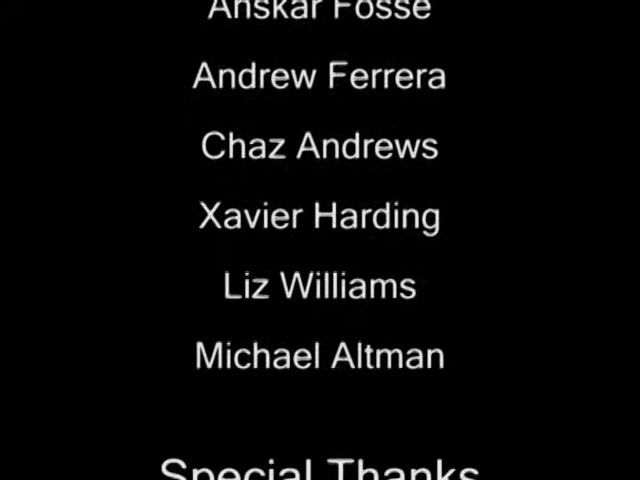 Anskar Fosse
Andrew Ferrera
Chaz Andrews
Xavier Harding
Liz Williams
Michael Altman
Special Thanks